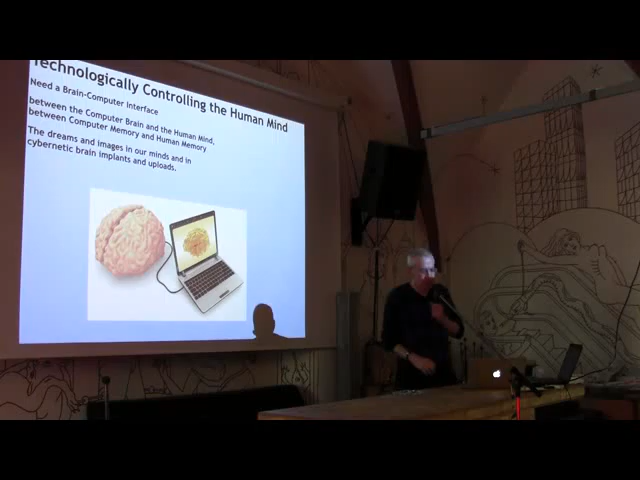 Technologically Controlling the Human Mind
Need a Brain-Computer Interface
between the Computer Brain and the Human Mind,
between Computer Memory and Human Memory
The dreams and images in our minds and in
cybernetic brain implants and uploads.